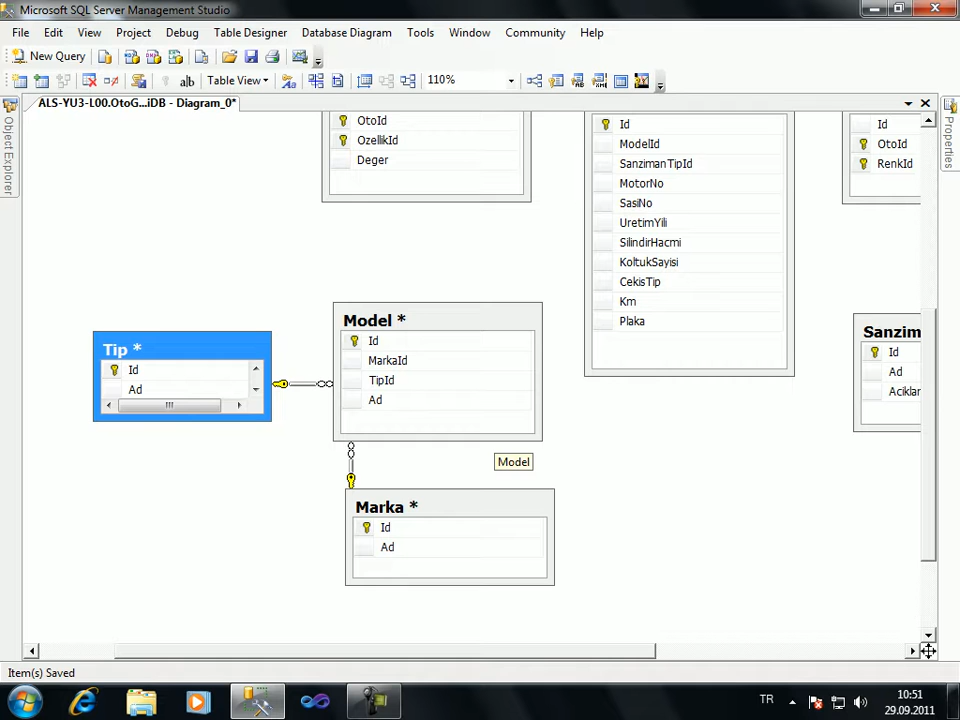 Microsoft SQL Server Management Studio
File Edit View Project Debug Table Designer Database Diagram Tools Window Community Help
New Query
ab Table View 110%
ALS-YU3-L00.OtoG...iDB - Diagram_0*
Object Explorer
Properties
OtoId
OzellikId
Deger
Id
ModelId
SanzimanTipId
MotorNo
SasiNo
UretimYili
SilindirHacmi
KoltukSayisi
CekisTip
Km
Plaka
Id
OtoId
RenkId
Tip *
Id
Ad
Model *
Id
MarkaId
TipId
Ad
Model
Marka *
Id
Ad
Sanzim
Id
Ad
Aciklar
Item(s) Saved
TR
10:51
29.09.2011